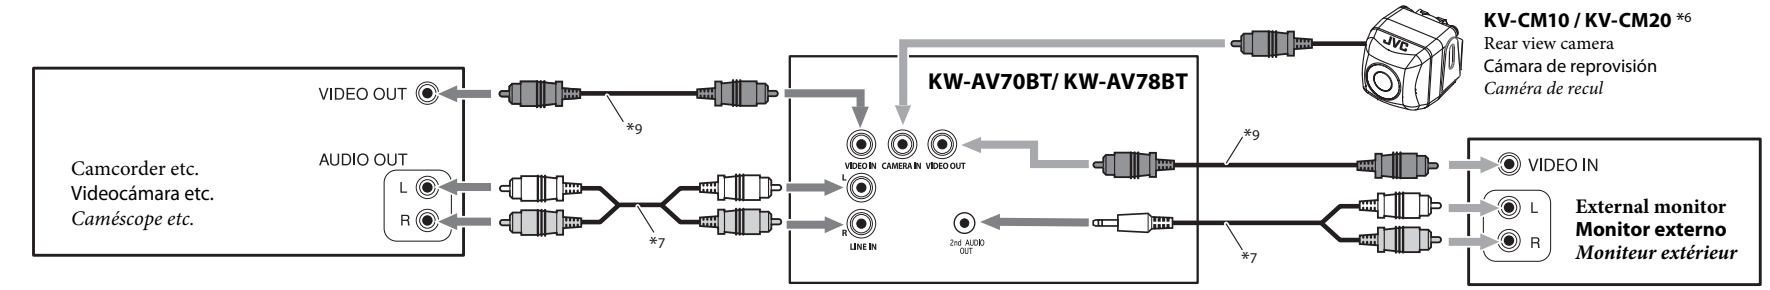 VIDEO OUT
*9
AUDIO OUT
L
R
*7
Camcorder etc.
Videocámara etc.
Caméscope etc.
KW-AV70BT/ KW-AV78BT
VIDEO IN
CAMERA IN
VIDEO OUT
L
R
LINE IN
2nd AUDIO
OUT
JVC
KV-CM10 / KV-CM20 *6
Rear view camera
Cámara de reprovisión
Caméra de recul
*9
*7
VIDEO IN
L
R
External monitor
Monitor externo
Moniteur extérieur